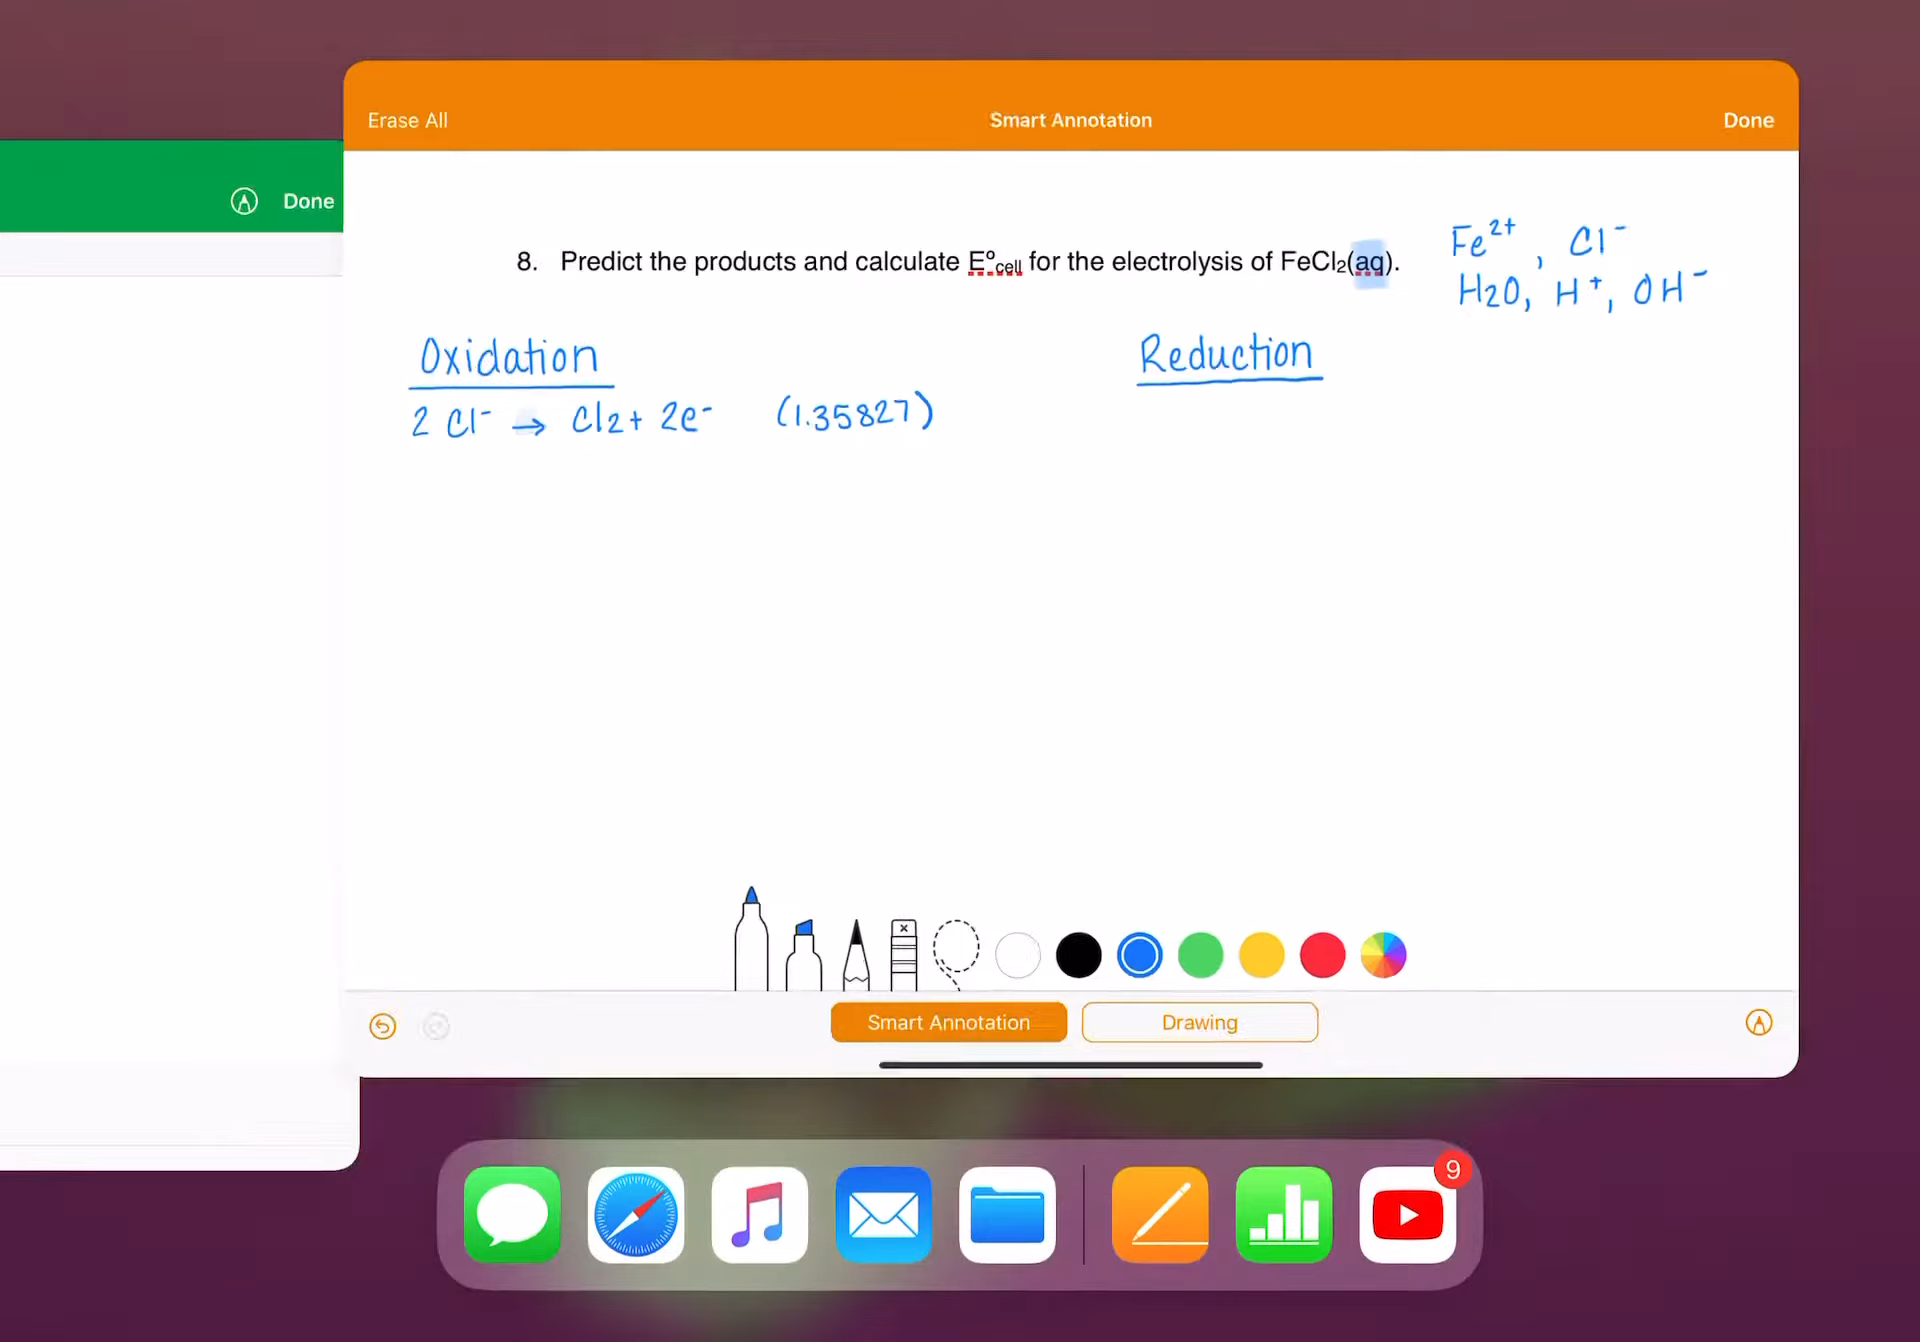 Erase All
Smart Annotation
Done
Done
8. Predict the products and calculate E°cell for the electrolysis of FeCl2(aq).
Fe²⁺, Cl⁻
H2O, H⁺, OH⁻
Oxidation
Reduction
2 Cl⁻ → Cl2 + 2e⁻ (1.35827)
Smart Annotation
Drawing
9